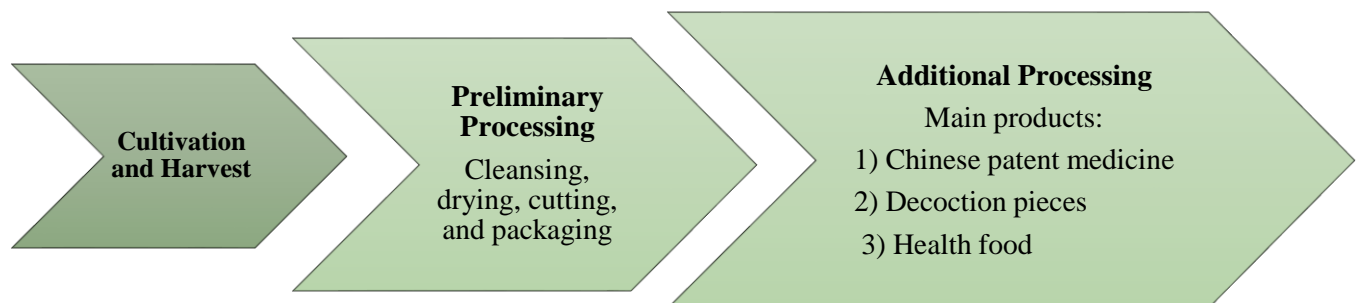 Cultivation
and Harvest
Preliminary
Processing
Cleansing,
drying, cutting,
and packaging
Additional Processing
Main products:
1) Chinese patent medicine
2) Decoction pieces
3) Health food